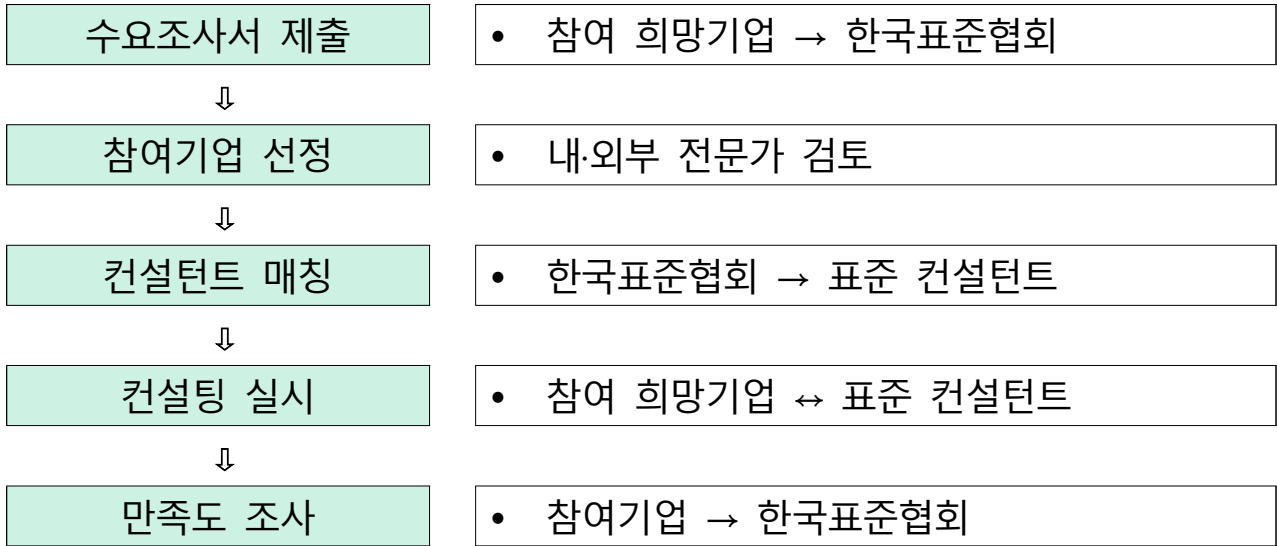 수요조사서 제출
• 참여 희망기업 → 한국표준협회
⇩
참여기업 선정
• 내·외부 전문가 검토
⇩
컨설턴트 매칭
• 한국표준협회 → 표준 컨설턴트
⇩
컨설팅 실시
• 참여 희망기업 ↔ 표준 컨설턴트
⇩
만족도 조사
• 참여기업 → 한국표준협회